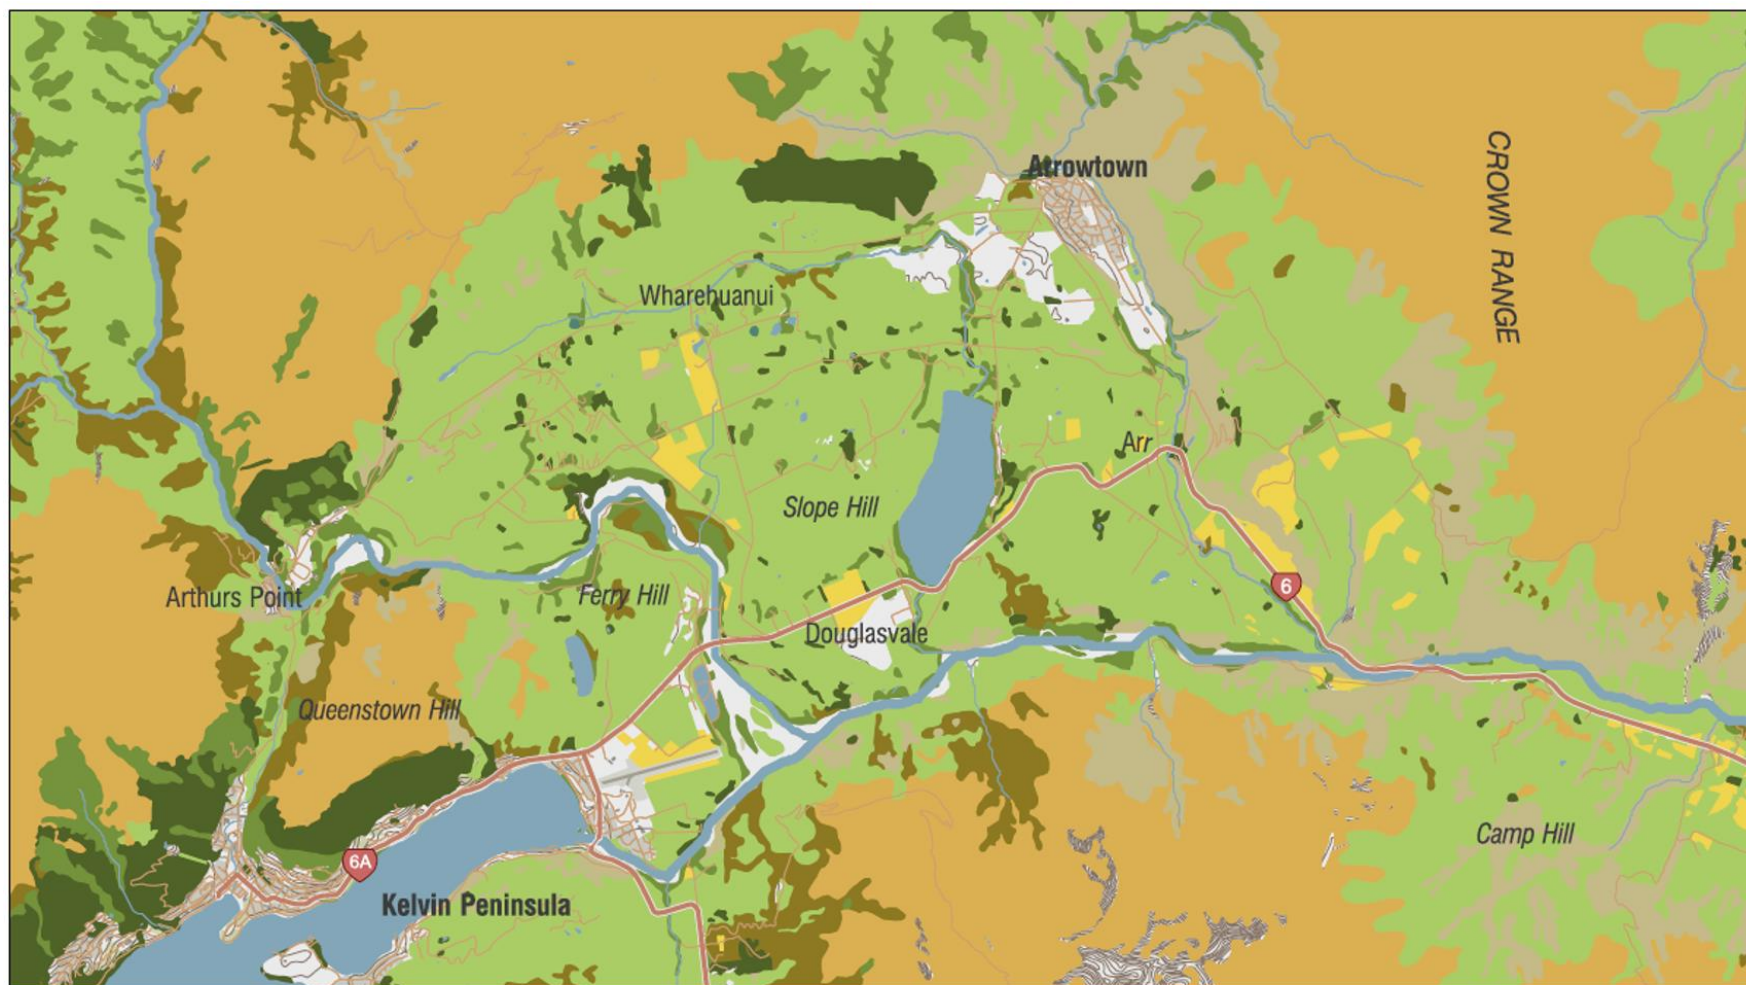 Arrowtown
CROWN RANGE
Wharehuanui
Arr
Slope Hill
6
Arthurs Point
Ferry Hill
Douglasvale
Queenstown Hill
Camp Hill
6A
Kelvin Peninsula